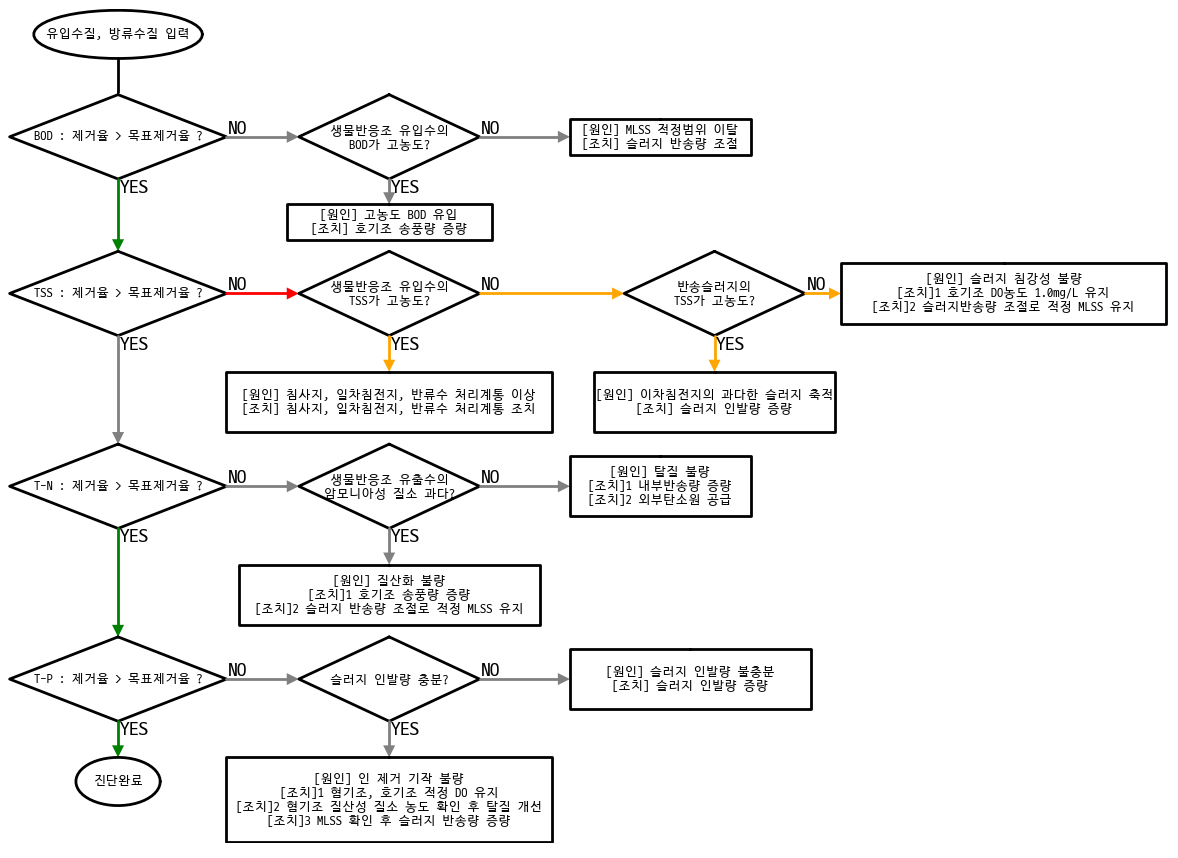 유입수질, 방류수질 입력
BOD : 제거율 > 목표제거율 ?
NO
생물반응조 유입수의
BOD가 고농도?
NO
[원인] MLSS 적정범위 이탈
[조치] 슬러지 반송량 조절
YES
YES
[원인] 고농도 BOD 유입
[조치] 호기조 송풍량 증량
TSS : 제거율 > 목표제거율 ?
NO
생물반응조 유입수의
TSS가 고농도?
NO
반송슬러지의
TSS가 고농도?
NO
[원인] 슬러지 침강성 불량
[조치]1 호기조 DO농도 1.0mg/L 유지
[조치]2 슬러지반송량 조절로 적정 MLSS 유지
YES
YES
YES
[원인] 침사지, 일차침전지, 반류수 처리계통 이상
[조치] 침사지, 일차침전지, 반류수 처리계통 조치
[원인] 이차침전지의 과다한 슬러지 축적
[조치] 슬러지 인발량 증량
T-N : 제거율 > 목표제거율 ?
NO
생물반응조 유출수의
암모니아성 질소 과다?
NO
[원인] 탈질 불량
[조치]1 내부반송량 증량
[조치]2 외부탄소원 공급
YES
YES
[원인] 질산화 불량
[조치]1 호기조 송풍량 증량
[조치]2 슬러지 반송량 조절로 적정 MLSS 유지
T-P : 제거율 > 목표제거율 ?
NO
슬러지 인발량 충분?
NO
[원인] 슬러지 인발량 불충분
[조치] 슬러지 인발량 증량
YES
YES
진단완료
[원인] 인 제거 기작 불량
[조치]1 혐기조, 호기조 적정 DO 유지
[조치]2 혐기조 질산성 질소 농도 확인 후 탈질 개선
[조치]3 MLSS 확인 후 슬러지 반송량 증량